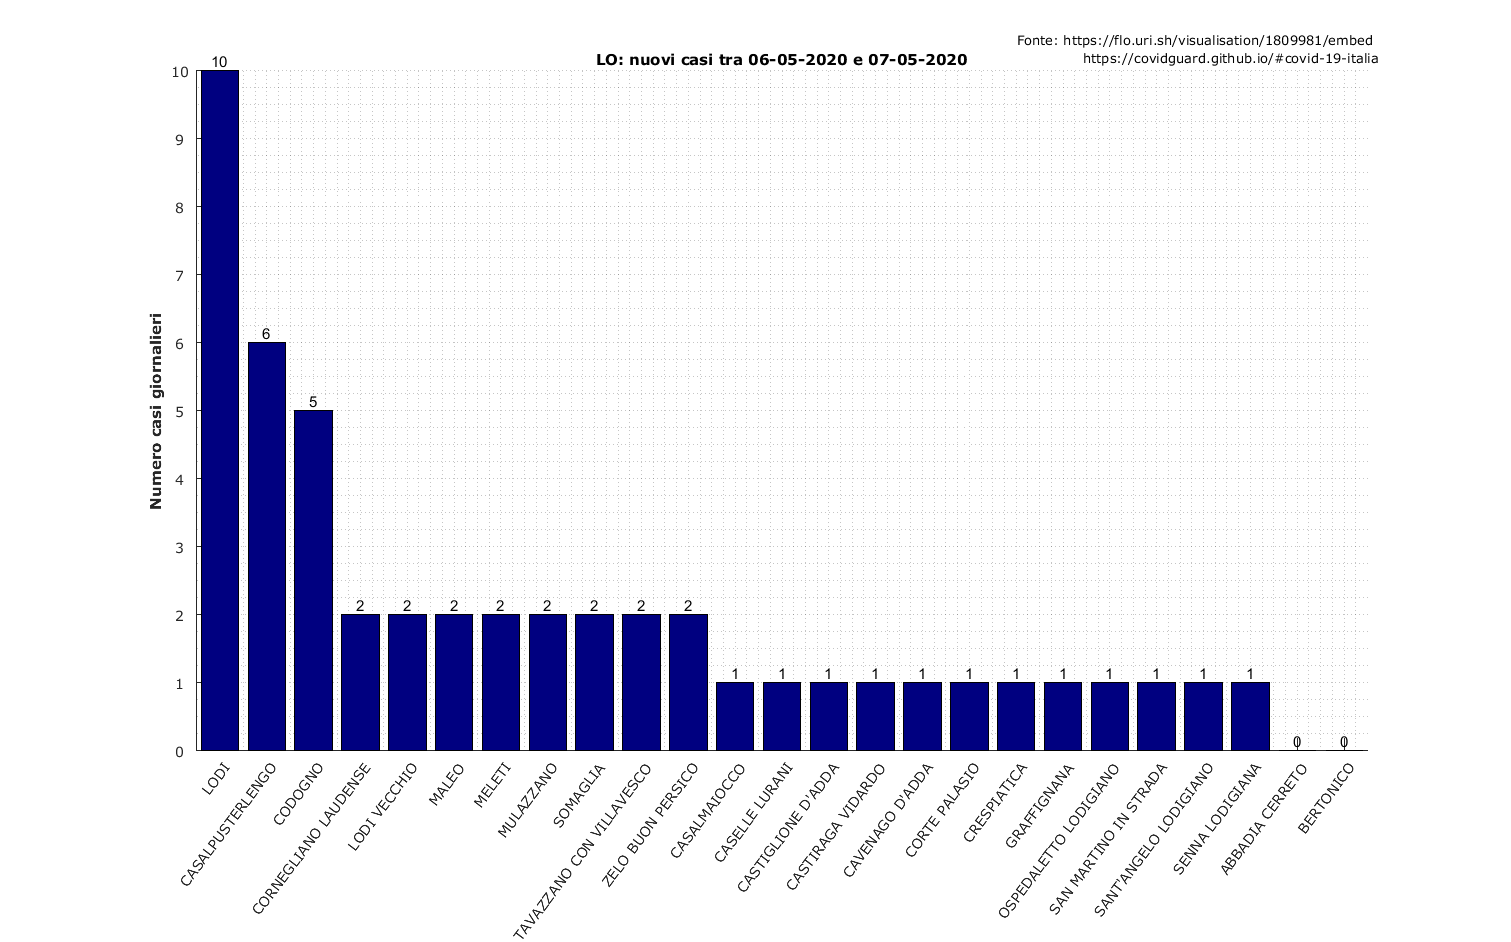 Fonte: https://flo.uri.sh/visualisation/1809981/embed
https://covidguard.github.io/#covid-19-italia
LO: nuovi casi tra 06-05-2020 e 07-05-2020
Numero casi giornalieri
10
9
8
7
6
5
4
3
2
1
0
10
6
5
2
2
2
2
2
2
2
2
1
1
1
1
1
1
1
1
1
1
1
1
0
0
LODI
CASALPUSTERLENGO
CODOGNO
CORNEGLIANO LAUDENSE
LODI VECCHIO
MALEO
MELETI
MULAZZANO
SOMAGLIA
TAVAZZANO CON VILLAVESCO
ZELO BUON PERSICO
CASALMAIOCCO
CASELLE LURANI
CASTIGLIONE D'ADDA
CASTIRAGA VIDARDO
CAVENAGO D'ADDA
CORTE PALASIO
CRESPIATICA
GRAFFIGNANA
OSPEDALETTO LODIGIANO
SAN MARTINO IN STRADA
SANT'ANGELO LODIGIANO
SENNA LODIGIANA
ABBADIA CERRETO
BERTONICO